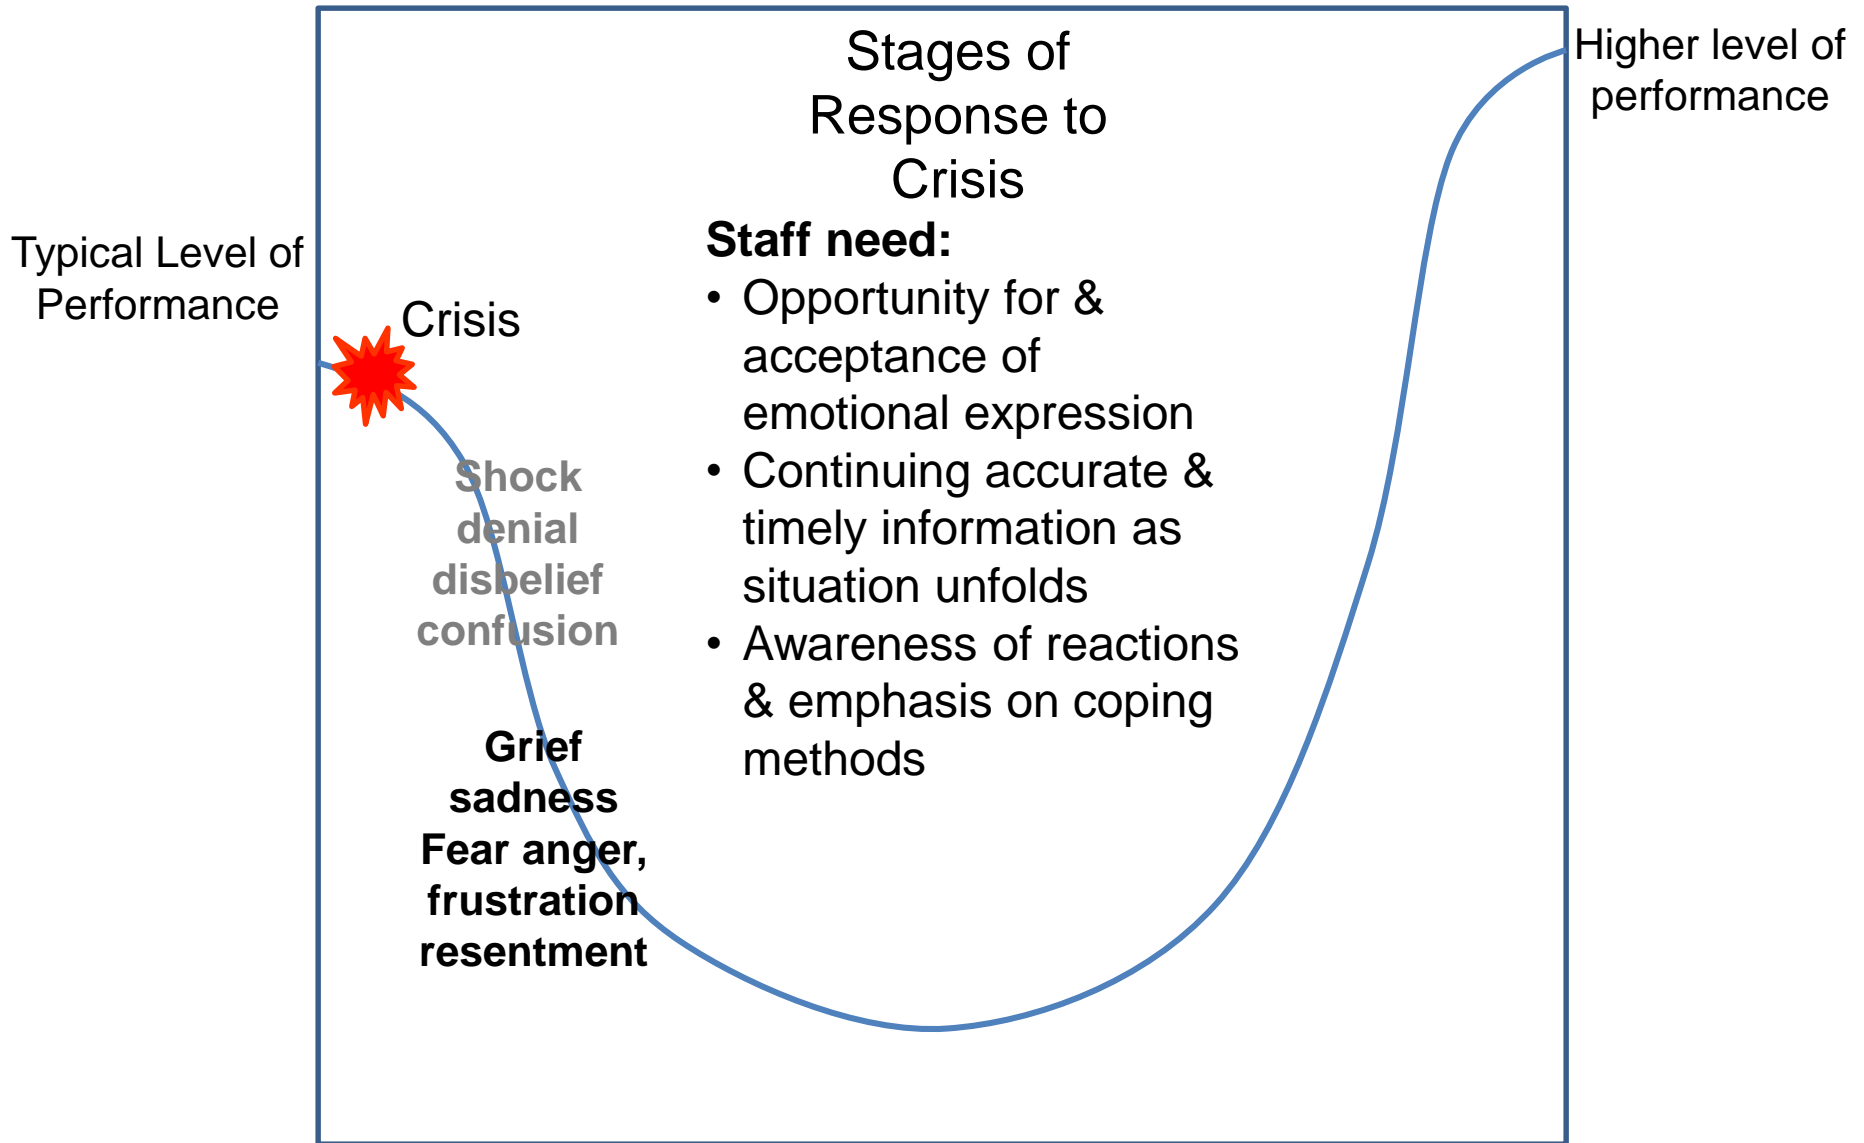 Stages of
Response to
Crisis
Higher level of
performance
Typical Level of
Performance
Crisis
Staff need:
• Opportunity for &
acceptance of
emotional expression
• Continuing accurate &
timely information as
situation unfolds
• Awareness of reactions
& emphasis on coping
methods
Shock
denial
disbelief
confusion
Grief
sadness
Fear anger,
frustration
resentment